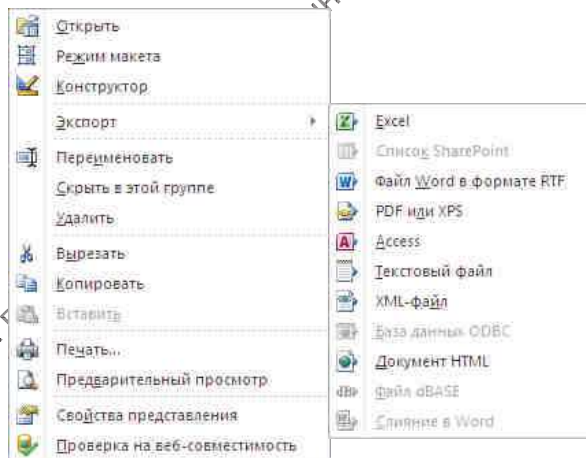 Открыть
Режим макета
Конструктор
Экспорт
Переименовать
Скрыть в этой группе
Удалить
Вырезать
Копировать
Вставить
Печать...
Предварительный просмотр
Свойства представления
Проверка на веб-совместимость
Excel
Список SharePoint
Файл Word в формате RTF
PDF или XPS
Access
Текстовый файл
XML-файл
База данных ODBC
Документ HTML
Файл dBASE
Слияние в Word